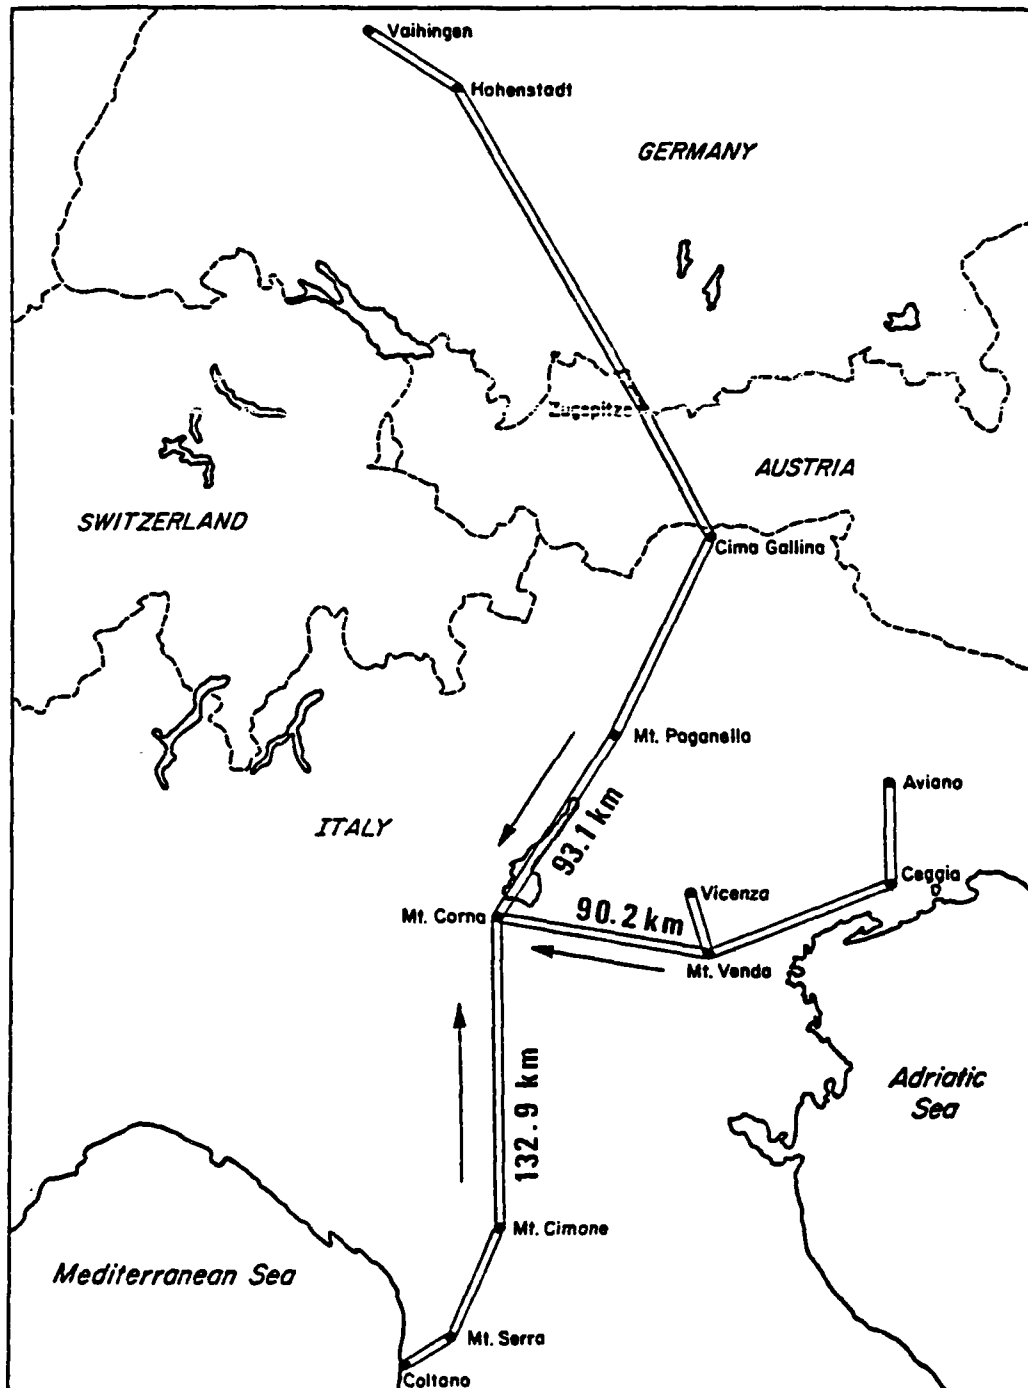 Vaihingen
Hohenstadt
GERMANY
Zugspitze
AUSTRIA
SWITZERLAND
Cima Gallina
Mt. Paganella
Aviano
ITALY
93.1 km
Ceggia
Vicenza
Mt. Corna
90.2 km
Mt. Venda
132.9 km
Adriatic
Sea
Mt. Cimone
Mediterranean Sea
Mt. Serra
Coltano